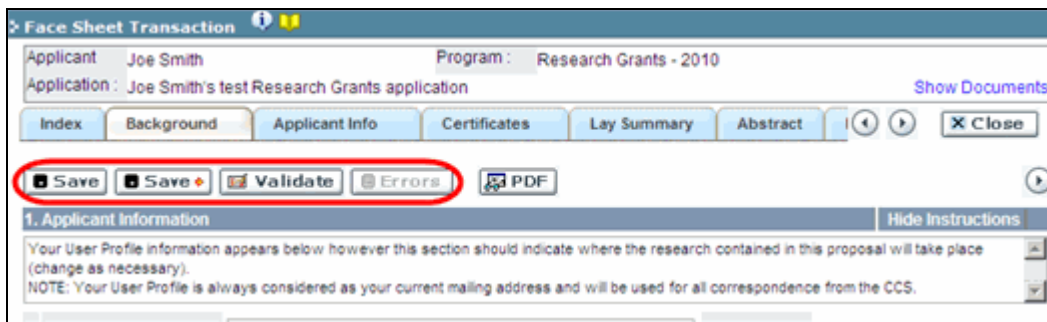 Face Sheet Transaction
Applicant Joe Smith Program : Research Grants - 2010
Application : Joe Smith's test Research Grants application Show Documents
Index Background Applicant Info Certificates Lay Summary Abstract Close
Save Save Validate Errors PDF
1. Applicant Information Hide Instructions
Your User Profile information appears below however this section should indicate where the research contained in this proposal will take place
(change as necessary).
NOTE: Your User Profile is always considered as your current mailing address and will be used for all correspondence from the CCS.